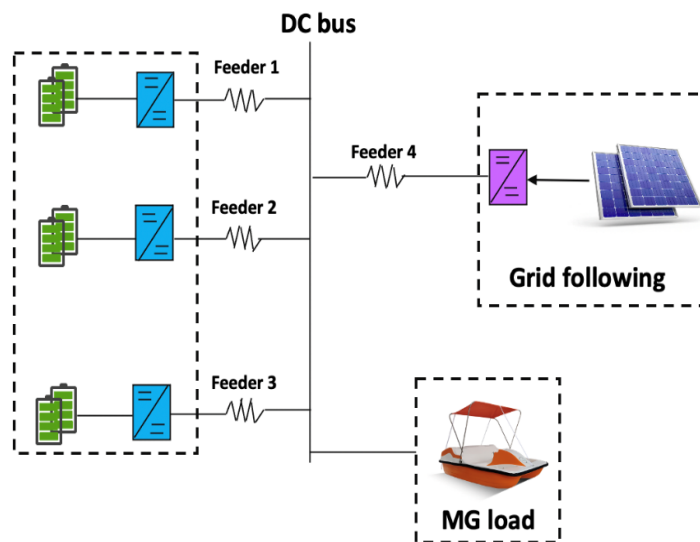 DC bus
Feeder 1
Feeder 4
Feeder 2
Grid following
Feeder 3
MG load